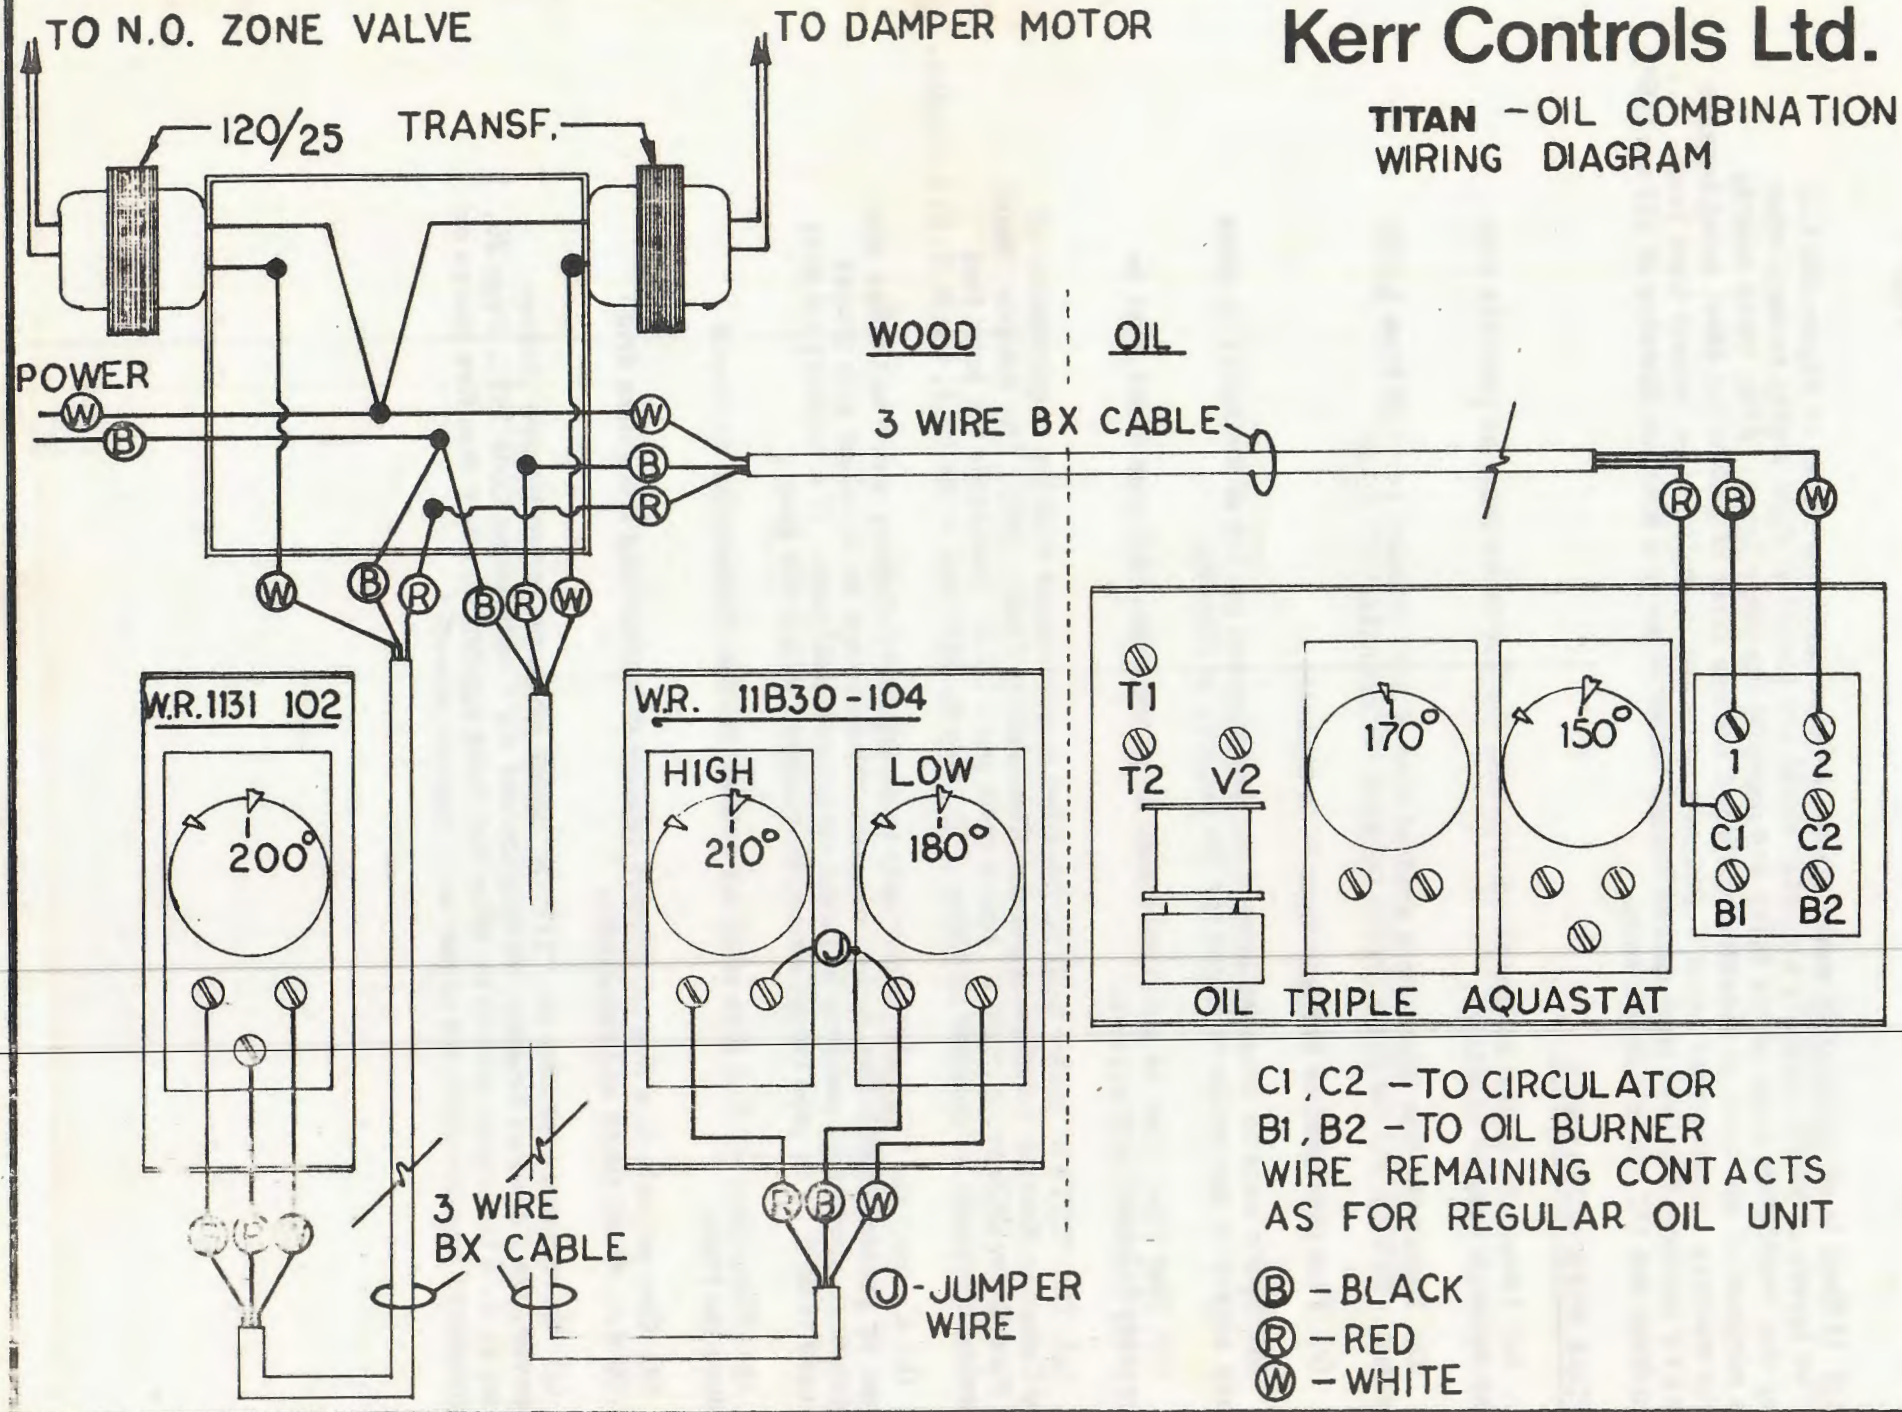 TO N.O. ZONE VALVE
TO DAMPER MOTOR
Kerr Controls Ltd.
TITAN - OIL COMBINATION
WIRING DIAGRAM
120/25 TRANSF.
POWER
W
B
WOOD
OIL
W
B
R
3 WIRE BX CABLE
R
B
W
W
B
R
B
R
W
W.R. 1131 102
200°
W.R. 11B30-104
HIGH
210°
LOW
180°
J
T1
T2
V2
170°
150°
1
2
C1
C2
B1
B2
OIL TRIPLE AQUASTAT
3 WIRE
BX CABLE
R
B
W
J - JUMPER
WIRE
C1, C2 - TO CIRCULATOR
B1, B2 - TO OIL BURNER
WIRE REMAINING CONTACTS
AS FOR REGULAR OIL UNIT
B - BLACK
R - RED
W - WHITE